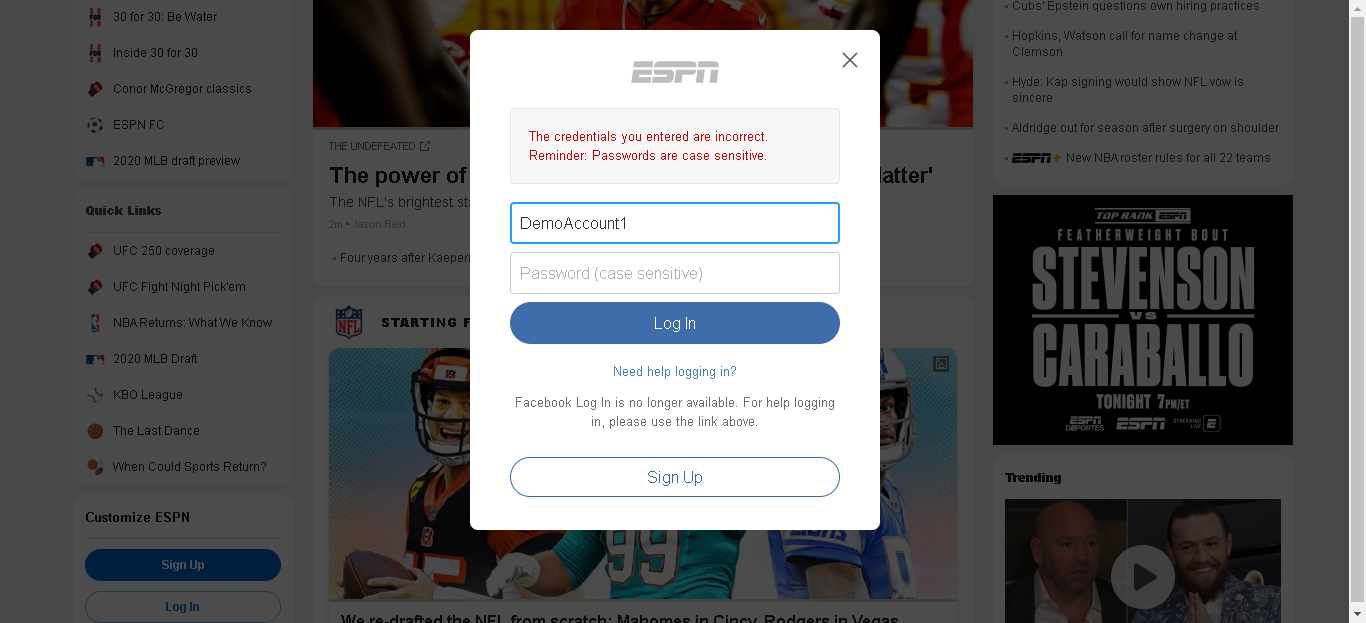 30 for 30: Be Water
Inside 30 for 30
Conor McGregor classics
ESPN FC
2020 MLB draft preview
Quick Links
UFC 250 coverage
UFC Fight Night Pick'em
NBA Returns: What We Know
2020 MLB Draft
KBO League
The Last Dance
When Could Sports Return?
Customize ESPN
Sign Up
Log In
THE UNDEFEATED
The power of
atter'
The NFL's brightest
2m • Jason Reid
• Four years after Kaepern
NFL
STARTING
We re-drafted the NFL from scratch: Mahomes in Cincy, Rodgers in Vegas
ESPN
The credentials you entered are incorrect.
Reminder: Passwords are case sensitive.
DemoAccount1
Password (case sensitive)
Log In
Need help logging in?
Facebook Log In is no longer available. For help logging
in, please use the link above.
Sign Up
• Cubs' Epstein questions own hiring practices
• Hopkins, Watson call for name change at
Clemson
• Hyde: Kap signing would show NFL vow is
sincere
• Aldridge out for season after surgery on shoulder
• ESPN+ New NBA roster rules for all 22 teams
TOP RANK ESPN
FEATHERWEIGHT BOUT
STEVENSON
VS
CARABALLO
TONIGHT 7PM/ET
ESPN DEPORTES ESPN STREAMING LIVE E
Trending